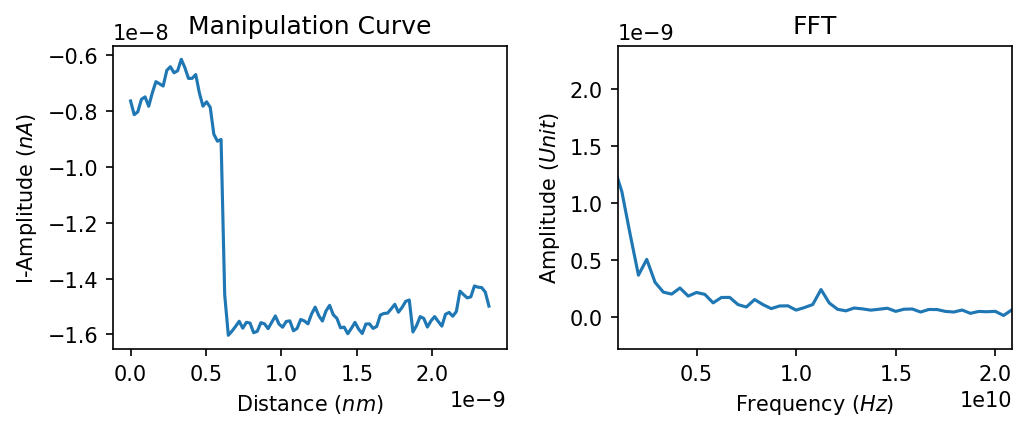 Manipulation Curve
1e−8
−0.6
−0.8
−1.0
−1.2
−1.4
−1.6
I-Amplitude (nA)
0.0 0.5 1.0 1.5 2.0
1e−9
Distance (nm)
FFT
1e−9
2.0
1.5
1.0
0.5
0.0
Amplitude (Unit)
0.5 1.0 1.5 2.0
1e10
Frequency (Hz)